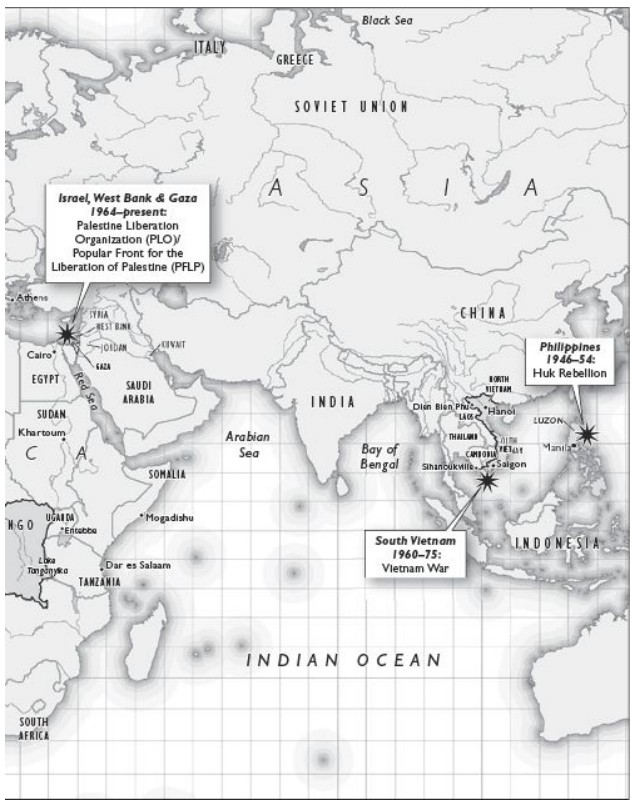 Black Sea
ITALY
GREECE
SOVIET UNION
A S I A
Israel, West Bank & Gaza
1964–present:
Palestine Liberation
Organization (PLO)/
Popular Front for the
Liberation of Palestine (PFLP)
Athens
SYRIA
WEST BANK
JORDAN
KUWAIT
Cairo
GAZA
EGYPT
Red Sea
SAUDI
ARABIA
SUDAN
Khartoum
C A
CHINA
Philippines
1946–54:
Huk Rebellion
INDIA
NORTH
VIETNAM
Dien Bien Phu
Hanoi
LAOS
LUZON
THAILAND
Manila
CAMBODIA
Sihanoukville
Saigon
Arabian
Sea
Bay of
Bengal
SOMALIA
UGANDA
Entebbe
Mogadishu
NGO
South Vietnam
1960–75:
Vietnam War
INDONESIA
Lake
Tanganyika
Dar es Salaam
TANZANIA
INDIAN OCEAN
SOUTH
AFRICA